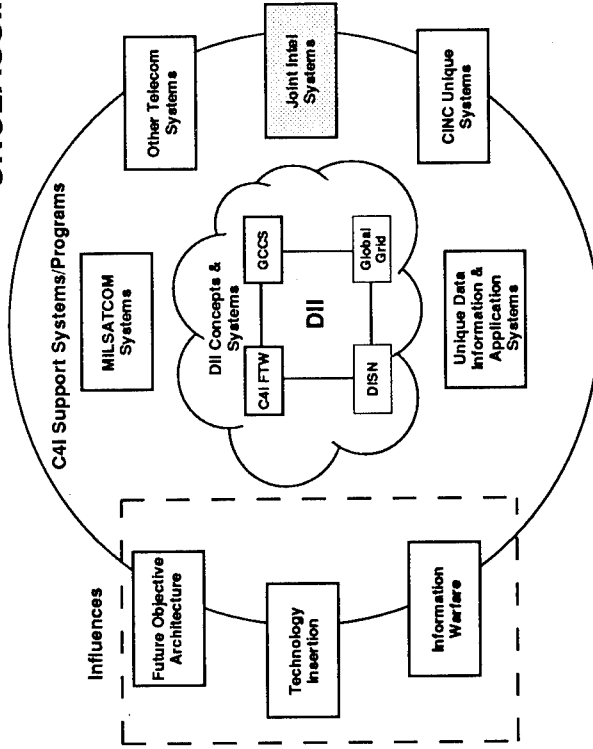 C4I Support Systems/Programs
Influences
MILSATCOM
Systems
Other Telecom
Systems
Future Objective
Architecture
DII Concepts &
Systems
C4I FTW
GCCS
Joint Intel
Systems
Technology
Insertion
DII
DISN
Global
Grid
Information
Warfare
Unique Data
Information &
Application
Systems
CINC Unique
Systems